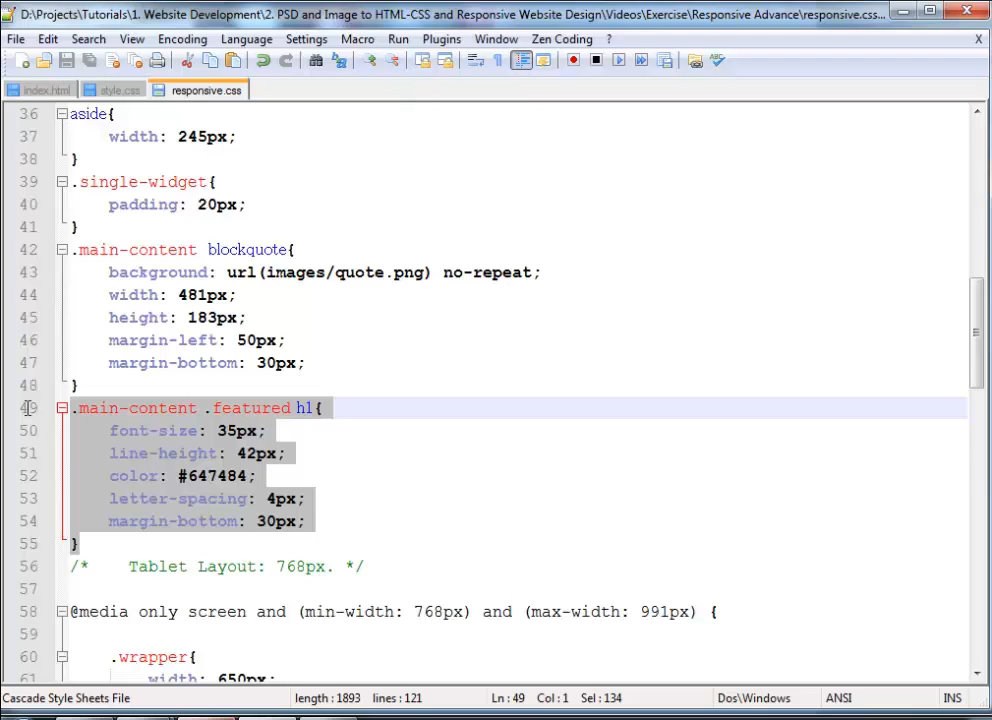 D:\Projects\Tutorials\1. Website Development\2. PSD and Image to HTML-CSS and Responsive Website Design\Videos\Exercise\Responsive Advance\responsive.css...
File Edit Search View Encoding Language Settings Macro Run Plugins Window Zen Coding ? X
index.html style.css responsive.css
36 aside{
37 width: 245px;
38 }
39 .single-widget{
40 padding: 20px;
41 }
42 .main-content blockquote{
43 background: url(images/quote.png) no-repeat;
44 width: 481px;
45 height: 183px;
46 margin-left: 50px;
47 margin-bottom: 30px;
48 }
49 .main-content .featured h1{
50 font-size: 35px;
51 line-height: 42px;
52 color: #647484;
53 letter-spacing: 4px;
54 margin-bottom: 30px;
55 }
56 /* Tablet Layout: 768px. */
57
58 @media only screen and (min-width: 768px) and (max-width: 991px) {
59
60 .wrapper{
61 width: 650px;
Cascade Style Sheets File length : 1893 lines : 121 Ln : 49 Col : 1 Sel : 134 Dos\Windows ANSI INS